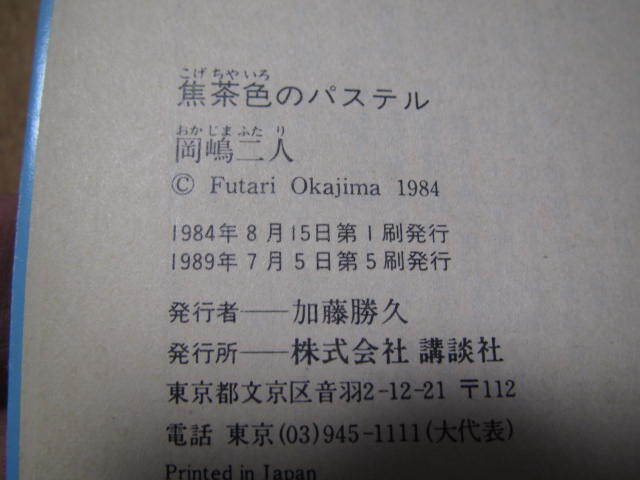 こげちゃいろ
焦茶色のパステル
おかじまふたり
岡嶋二人
© Futari Okajima 1984
1984年8月15日第1刷発行
1989年7月5日第5刷発行
発行者──加藤勝久
発行所──株式会社 講談社
東京都文京区音羽2-12-21 〒112
電話 東京(03)945-1111(大代表)
Printed in Japan